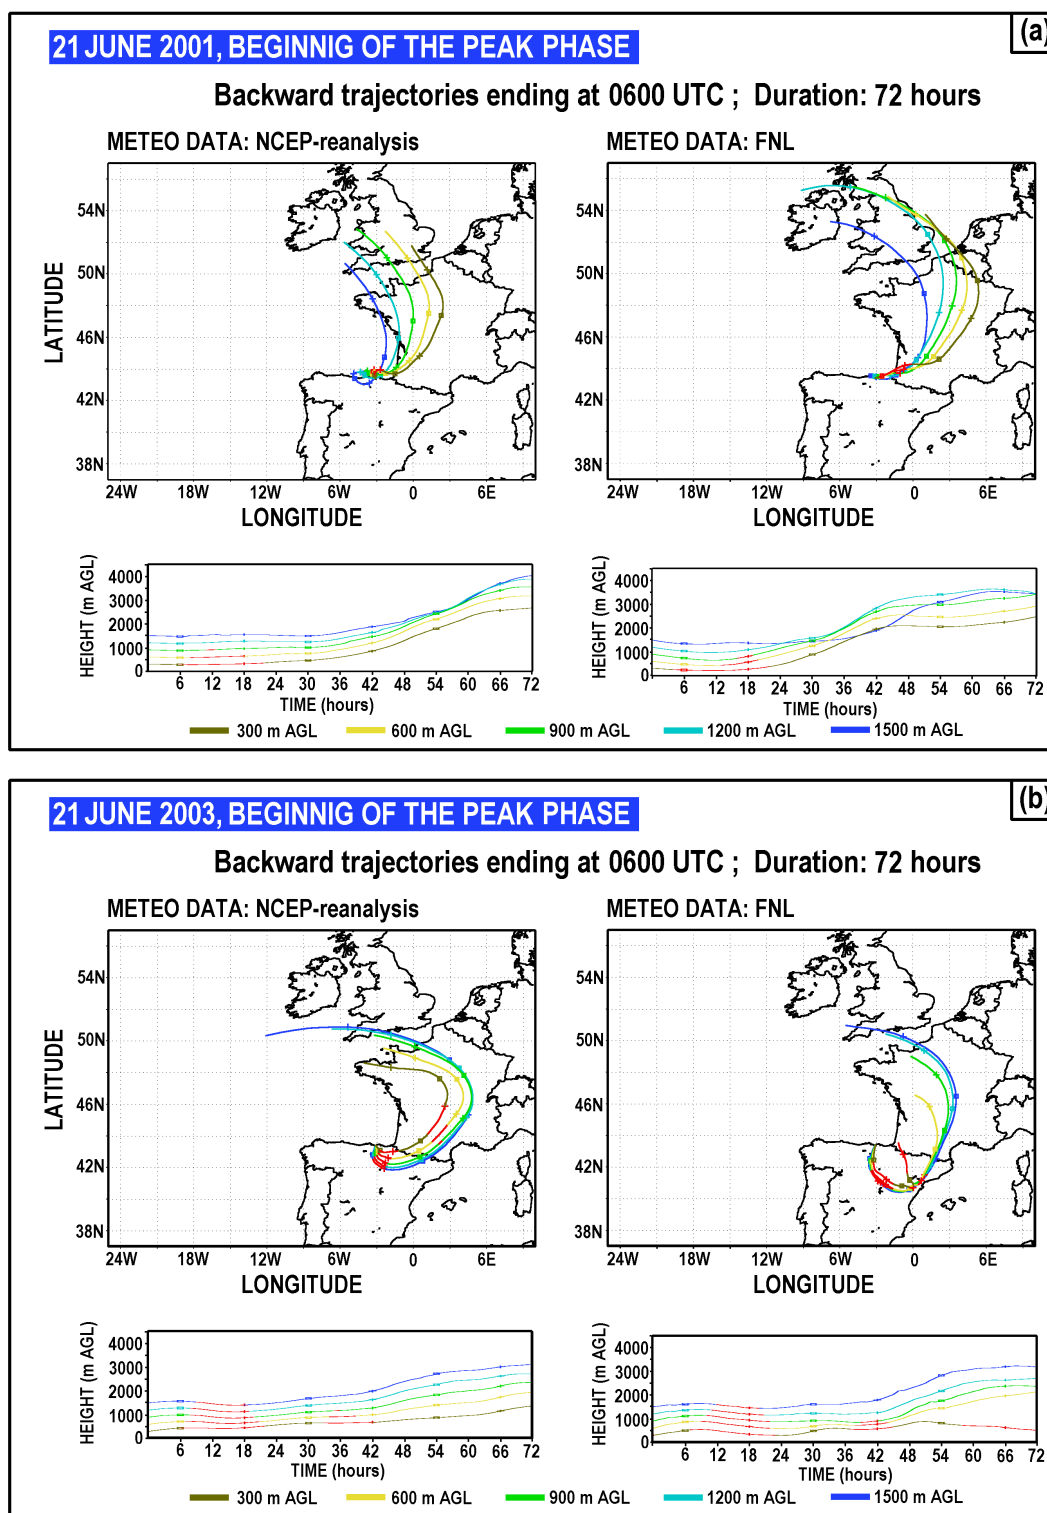 (a)
21 JUNE 2001, BEGINNIG OF THE PEAK PHASE
Backward trajectories ending at 0600 UTC ; Duration: 72 hours
METEO DATA: NCEP-reanalysis
METEO DATA: FNL
LATITUDE
54N
50N
46N
42N
38N
24W 18W 12W 6W 0 6E
LONGITUDE
54N
50N
46N
42N
38N
24W 18W 12W 6W 0 6E
LONGITUDE
HEIGHT (m AGL)
4000
3000
2000
1000
0
6 12 18 24 30 36 42 48 54 60 66 72
TIME (hours)
HEIGHT (m AGL)
4000
3000
2000
1000
0
6 12 18 24 30 36 42 48 54 60 66 72
TIME (hours)
300 m AGL 600 m AGL 900 m AGL 1200 m AGL 1500 m AGL
(b)
21 JUNE 2003, BEGINNIG OF THE PEAK PHASE
Backward trajectories ending at 0600 UTC ; Duration: 72 hours
METEO DATA: NCEP-reanalysis
METEO DATA: FNL
LATITUDE
54N
50N
46N
42N
38N
24W 18W 12W 6W 0 6E
LONGITUDE
54N
50N
46N
42N
38N
24W 18W 12W 6W 0 6E
LONGITUDE
HEIGHT (m AGL)
4000
3000
2000
1000
0
6 12 18 24 30 36 42 48 54 60 66 72
TIME (hours)
HEIGHT (m AGL)
4000
3000
2000
1000
0
6 12 18 24 30 36 42 48 54 60 66 72
TIME (hours)
300 m AGL 600 m AGL 900 m AGL 1200 m AGL 1500 m AGL